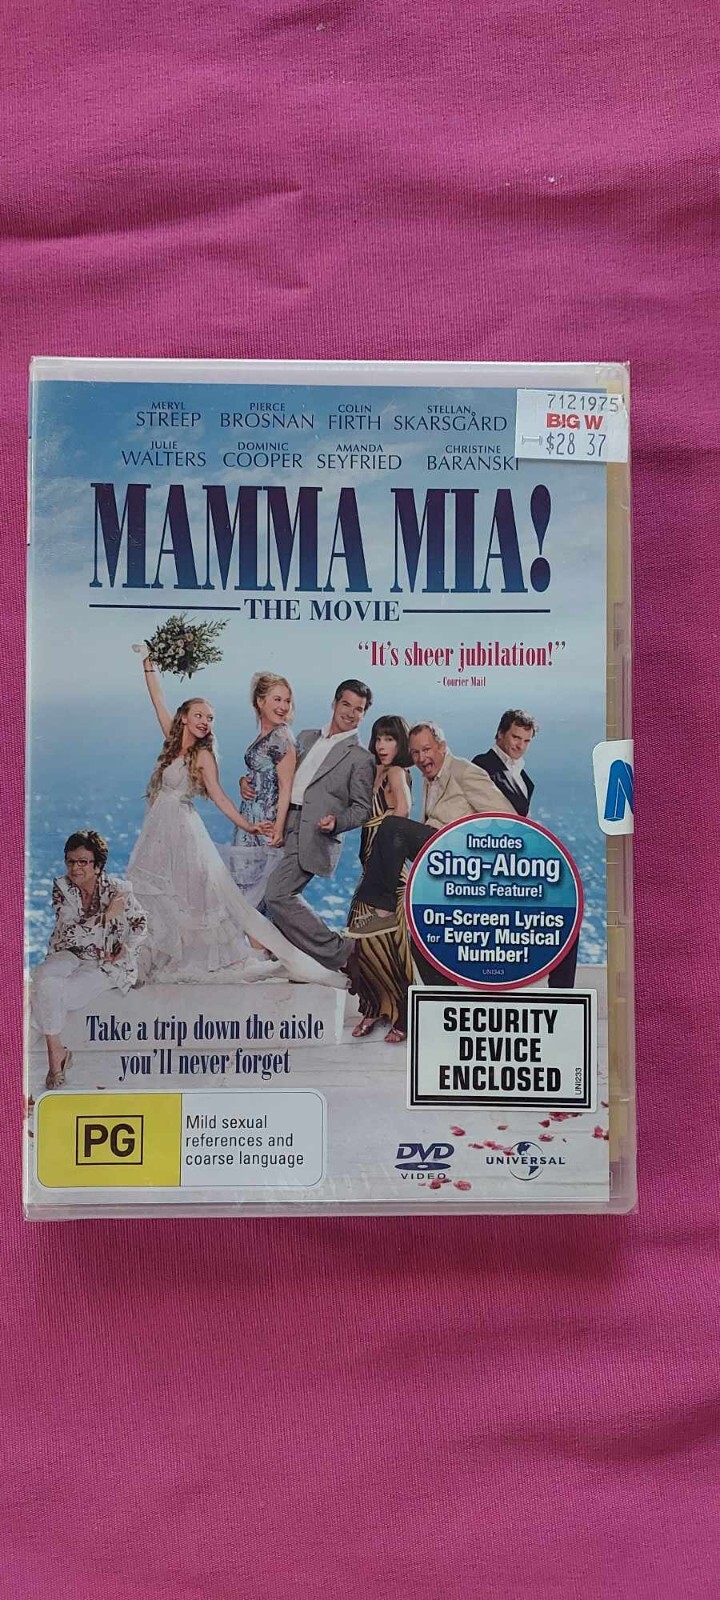 MERYL STREEP PIERCE BROSNAN COLIN FIRTH STELLAN SKARSGÅRD
JULIE WALTERS DOMINIC COOPER AMANDA SEYFRIED CHRISTINE BARANSKI
7121975
BIG W
$28 37
MAMMA MIA!
THE MOVIE
“It's sheer jubilation!”
- Courier Mail
Includes
Sing-Along
Bonus Feature!
On-Screen Lyrics
for Every Musical
Number!
UNI343
SECURITY
DEVICE
ENCLOSED
UNI233
Take a trip down the aisle
you'll never forget
PG
Mild sexual
references and
coarse language
DVD
VIDEO
UNIVERSAL